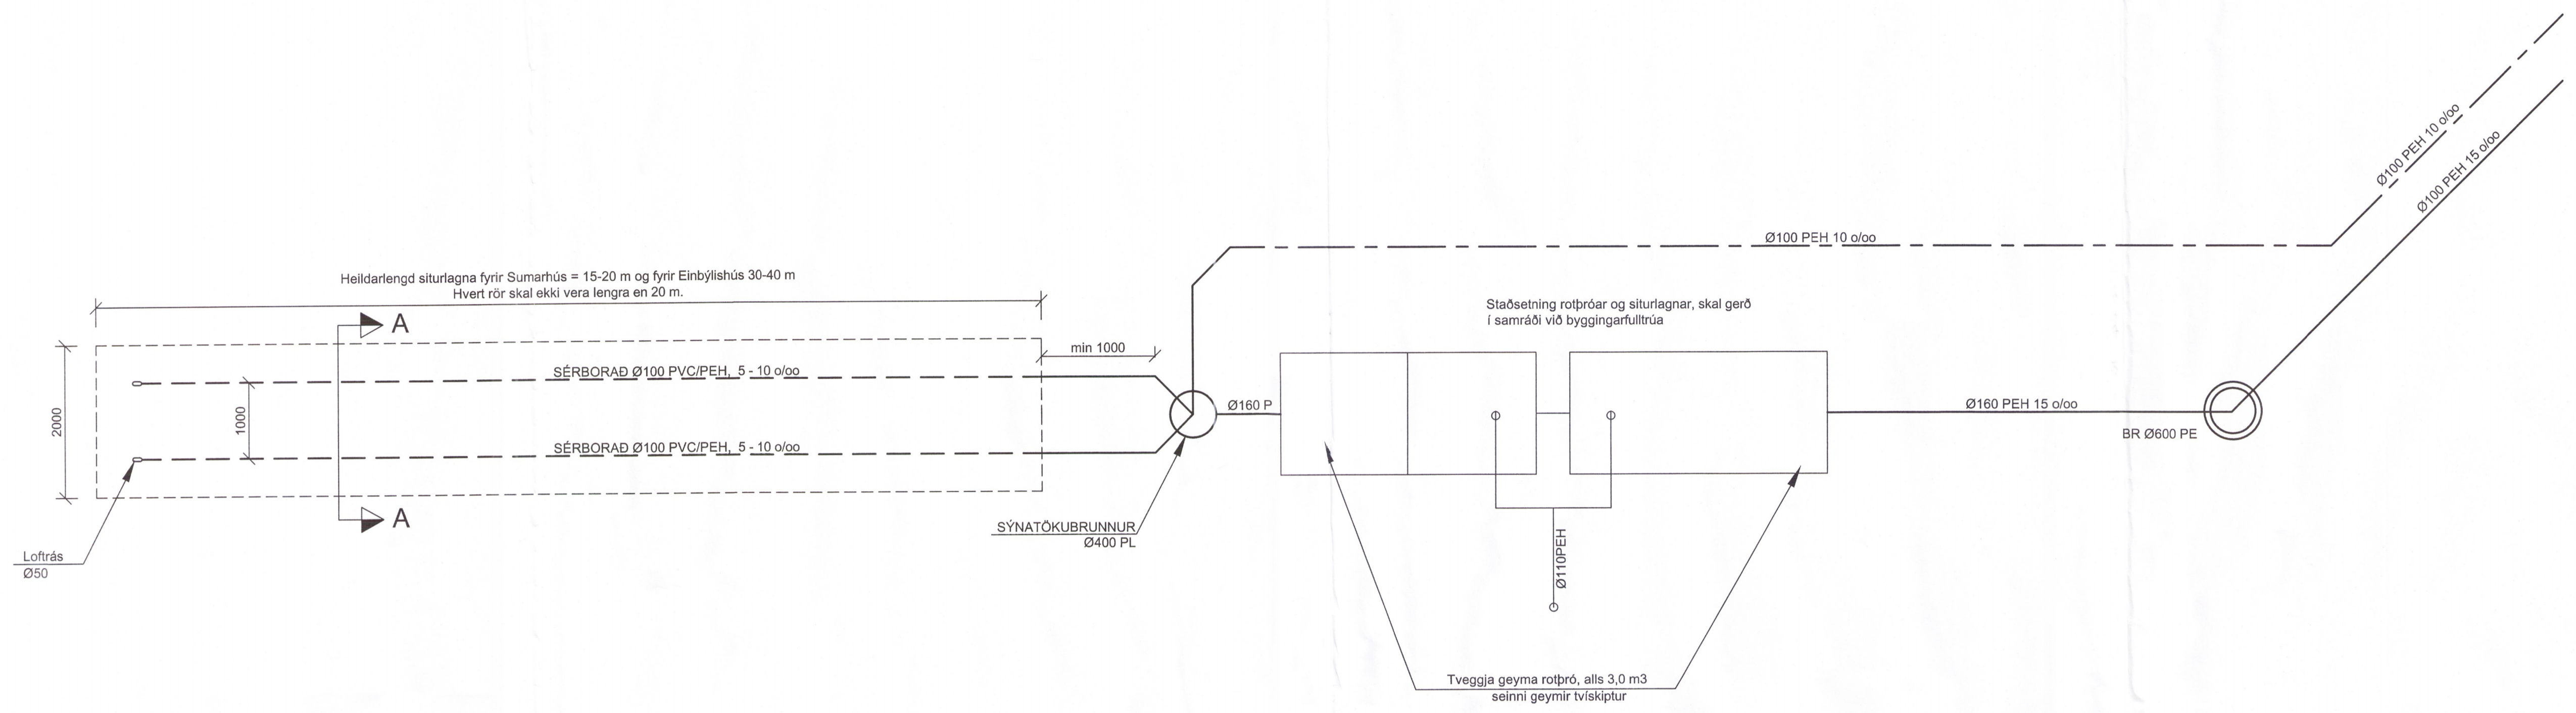 Ø100 PEH 10 o/oo
Ø100 PEH 15 o/oo
Ø100 PEH 10 o/oo
Heildarlengd siturlagna fyrir Sumarhús = 15-20 m og fyrir Einbýlishús 30-40 m
Hvert rör skal ekki vera lengra en 20 m.
Staðsetning rotþróar og siturlagnar, skal gerð
í samráði við byggingarfulltrúa
A
min 1000
SÉRBORAÐ Ø100 PVC/PEH, 5 - 10 o/oo
2000
1000
Ø160 P
Ø160 PEH 15 o/oo
BR Ø600 PE
SÉRBORAÐ Ø100 PVC/PEH, 5 - 10 o/oo
A
SÝNATÖKUBRUNNUR
Ø400 PL
Loftrás
Ø50
Ø110PEH
Tveggja geyma rotþró, alls 3,0 m3
seinni geymir tvískiptur